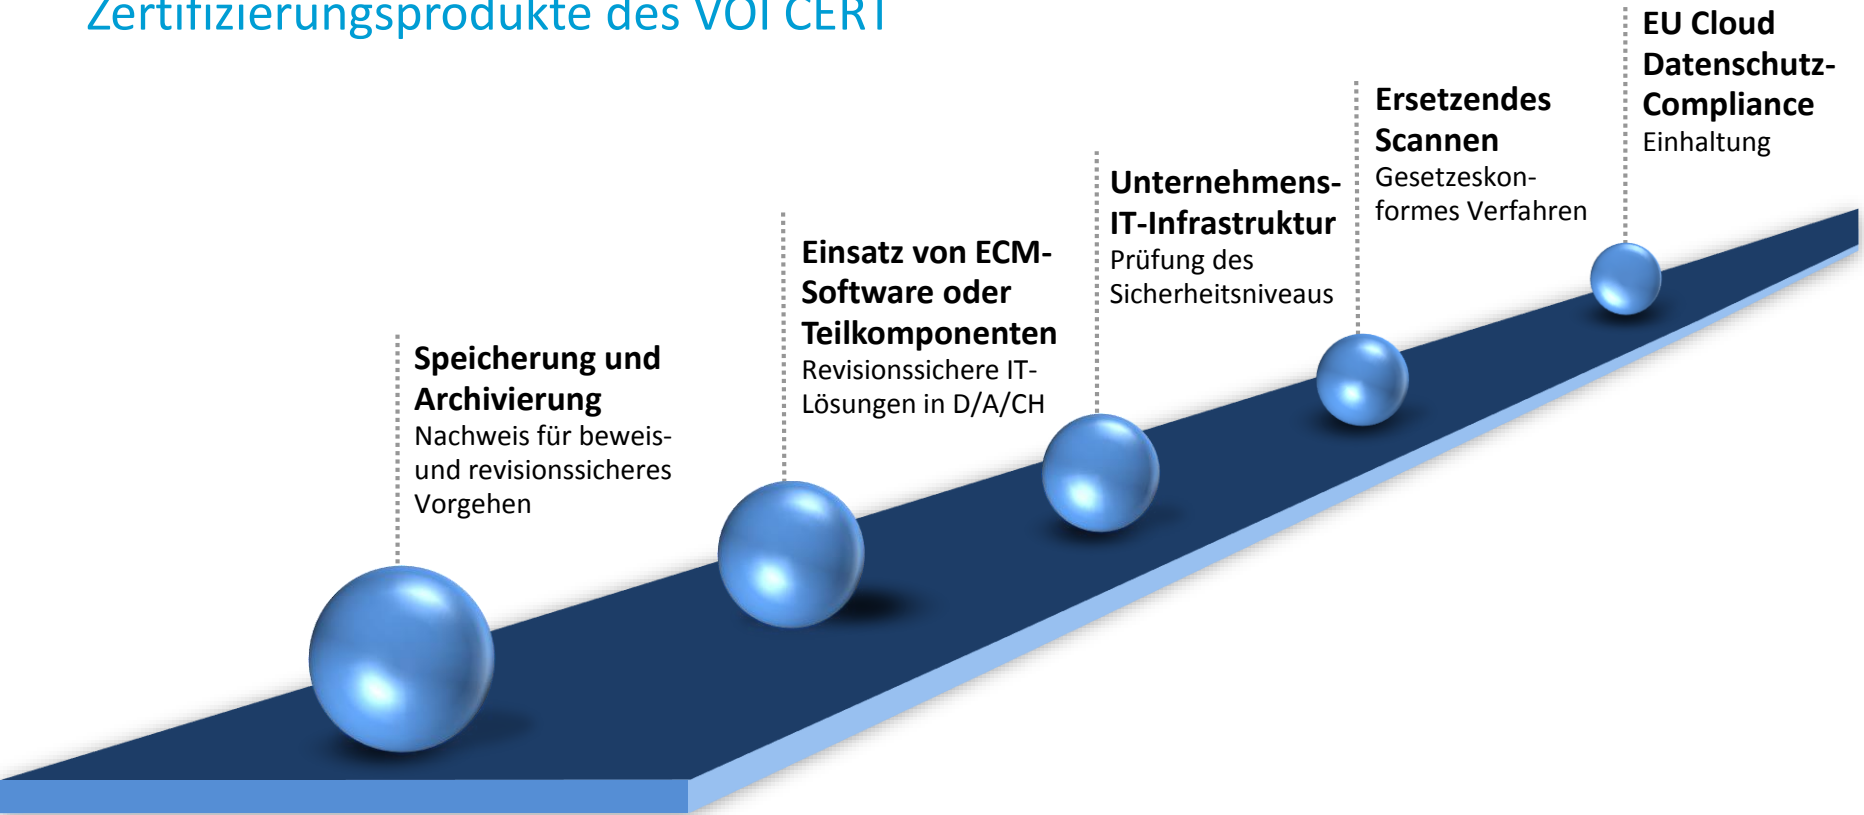 Zertifizierungsprodukte des VOI CERT
Speicherung und
Archivierung
Nachweis für beweis-
und revisionssicheres
Vorgehen
Einsatz von ECM-
Software oder
Teilkomponenten
Revisionssichere IT-
Lösungen in D/A/CH
Unternehmens-
IT-Infrastruktur
Prüfung des
Sicherheitsniveaus
Ersetzendes
Scannen
Gesetzeskon-
formes Verfahren
EU Cloud
Datenschutz-
Compliance
Einhaltung